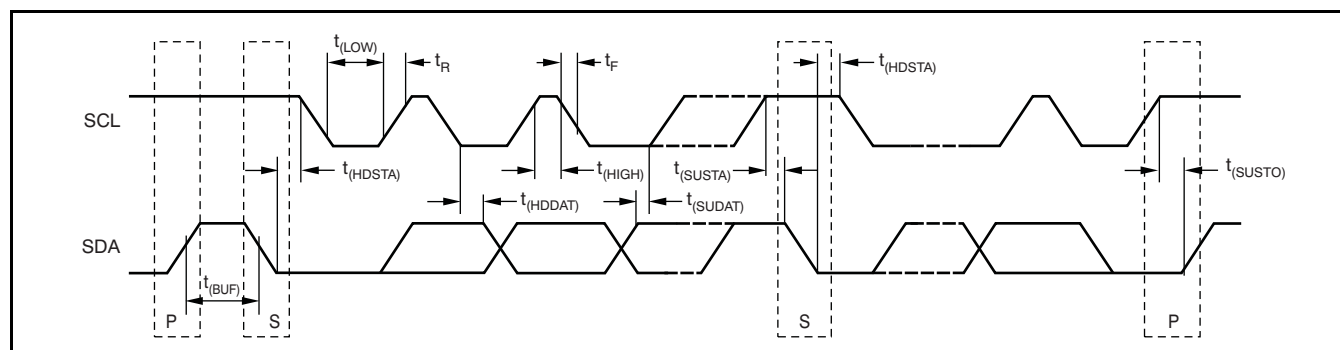 t(LOW)
tR
tF
t(HDSTA)
SCL
t(HDSTA)
t(HIGH)
t(SUSTA)
t(SUSTO)
t(HDDAT)
t(SUDAT)
SDA
t(BUF)
P
S
S
P